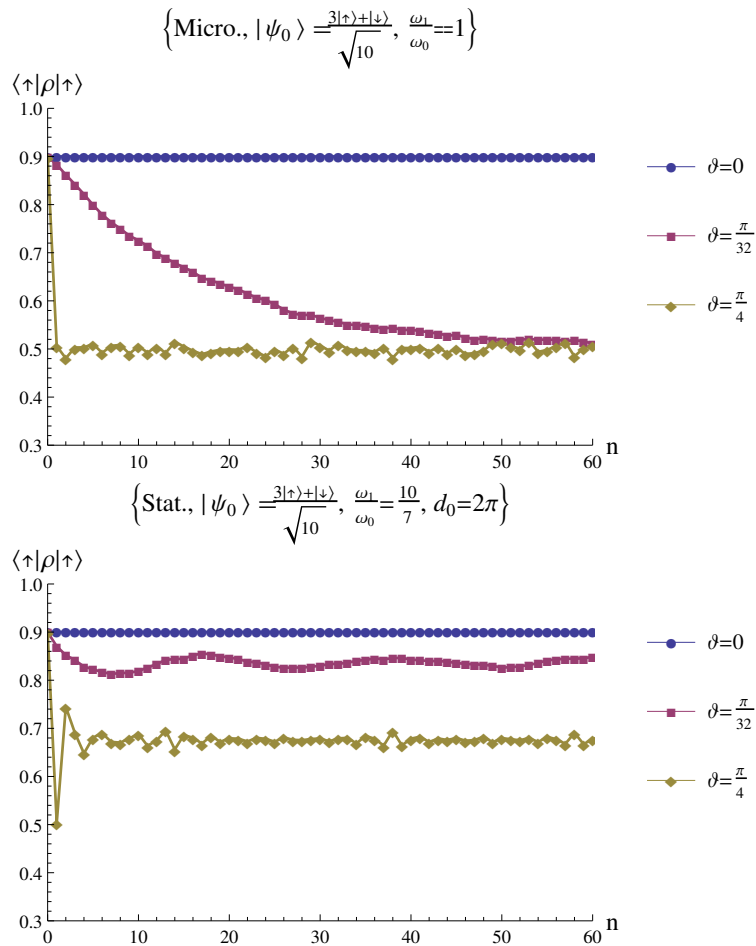 {Micro., |ψ₀⟩ = (3|↑⟩+|↓⟩)/√10, ω₁/ω₀ ==1}
⟨↑|ρ|↑⟩
1.0
0.9
0.8
0.7
0.6
0.5
0.4
0.3
0 10 20 30 40 50 60 n
ϑ=0
ϑ=π/32
ϑ=π/4
{Stat., |ψ₀⟩ = (3|↑⟩+|↓⟩)/√10, ω₁/ω₀ = 10/7, d₀=2π}
⟨↑|ρ|↑⟩
1.0
0.9
0.8
0.7
0.6
0.5
0.4
0.3
0 10 20 30 40 50 60 n
ϑ=0
ϑ=π/32
ϑ=π/4